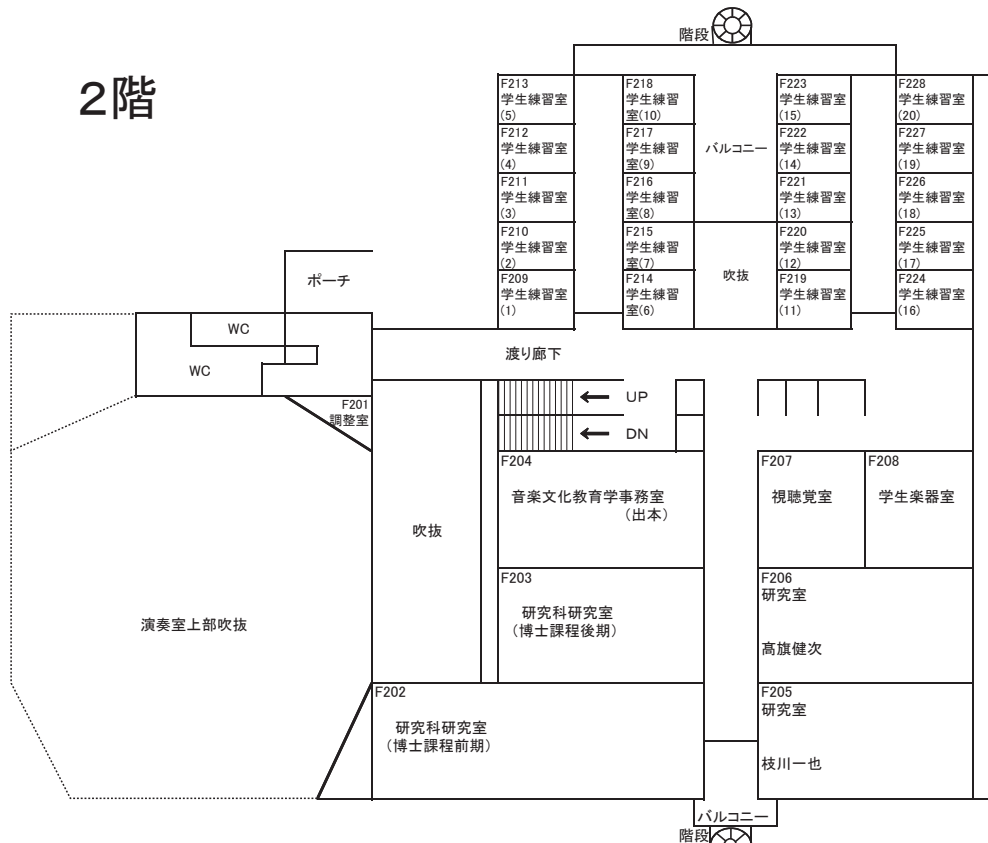 2階
階段
F213
学生練習室
(5)
F218
学生練習
室(10)
F223
学生練習室
(15)
F228
学生練習室
(20)
F212
学生練習室
(4)
F217
学生練習
室(9)
バルコニー
F222
学生練習室
(14)
F227
学生練習室
(19)
F211
学生練習室
(3)
F216
学生練習
室(8)
F221
学生練習室
(13)
F226
学生練習室
(18)
F210
学生練習室
(2)
F215
学生練習
室(7)
吹抜
F220
学生練習室
(12)
F225
学生練習室
(17)
ポーチ
F209
学生練習室
(1)
F214
学生練習
室(6)
F219
学生練習室
(11)
F224
学生練習室
(16)
WC
WC
渡り廊下
F201
調整室
UP
DN
F204
音楽文化教育学事務室
(出本)
F207
視聴覚室
F208
学生楽器室
吹抜
F203
研究科研究室
(博士課程後期)
F206
研究室
髙旗健次
演奏室上部吹抜
F202
研究科研究室
(博士課程前期)
F205
研究室
枝川一也
バルコニー
階段